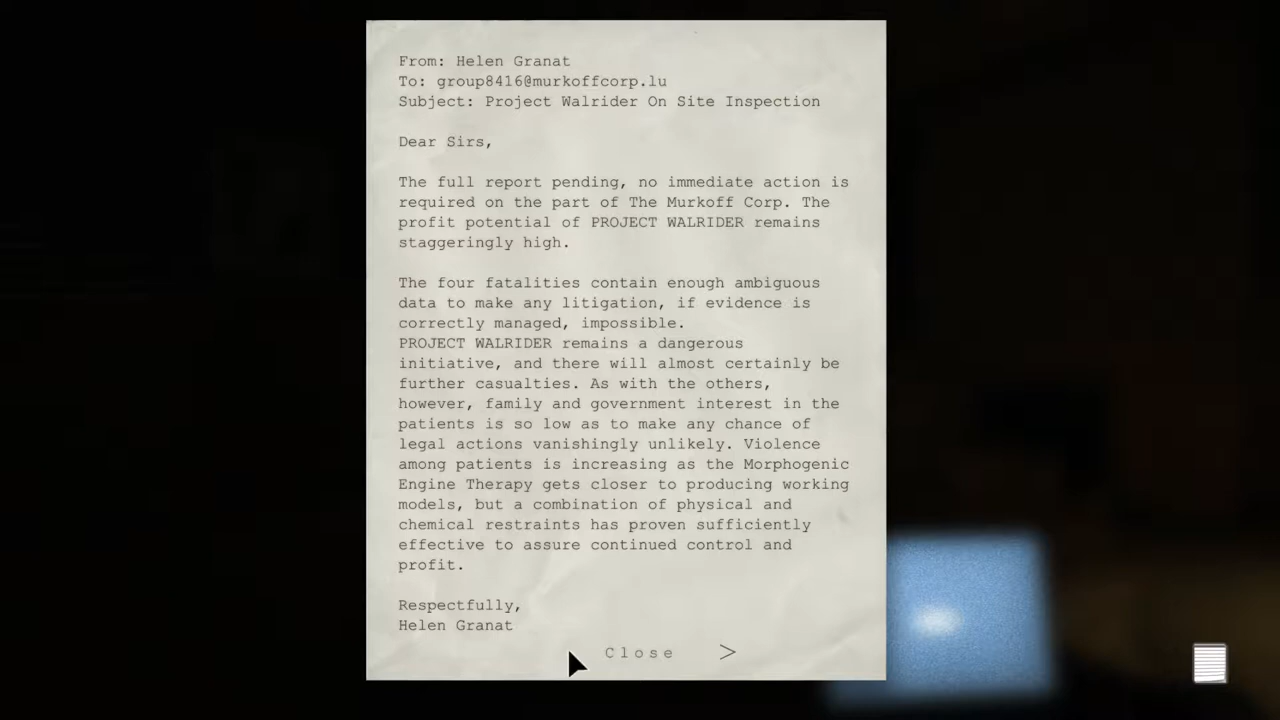 From: Helen Granat
To: group8416@murkoffcorp.lu
Subject: Project Walrider On Site Inspection
Dear Sirs,
The full report pending, no immediate action is
required on the part of The Murkoff Corp. The
profit potential of PROJECT WALRIDER remains
staggeringly high.
The four fatalities contain enough ambiguous
data to make any litigation, if evidence is
correctly managed, impossible.
PROJECT WALRIDER remains a dangerous
initiative, and there will almost certainly be
further casualties. As with the others,
however, family and government interest in the
patients is so low as to make any chance of
legal actions vanishingly unlikely. Violence
among patients is increasing as the Morphogenic
Engine Therapy gets closer to producing working
models, but a combination of physical and
chemical restraints has proven sufficiently
effective to assure continued control and
profit.
Respectfully,
Helen Granat
Close >